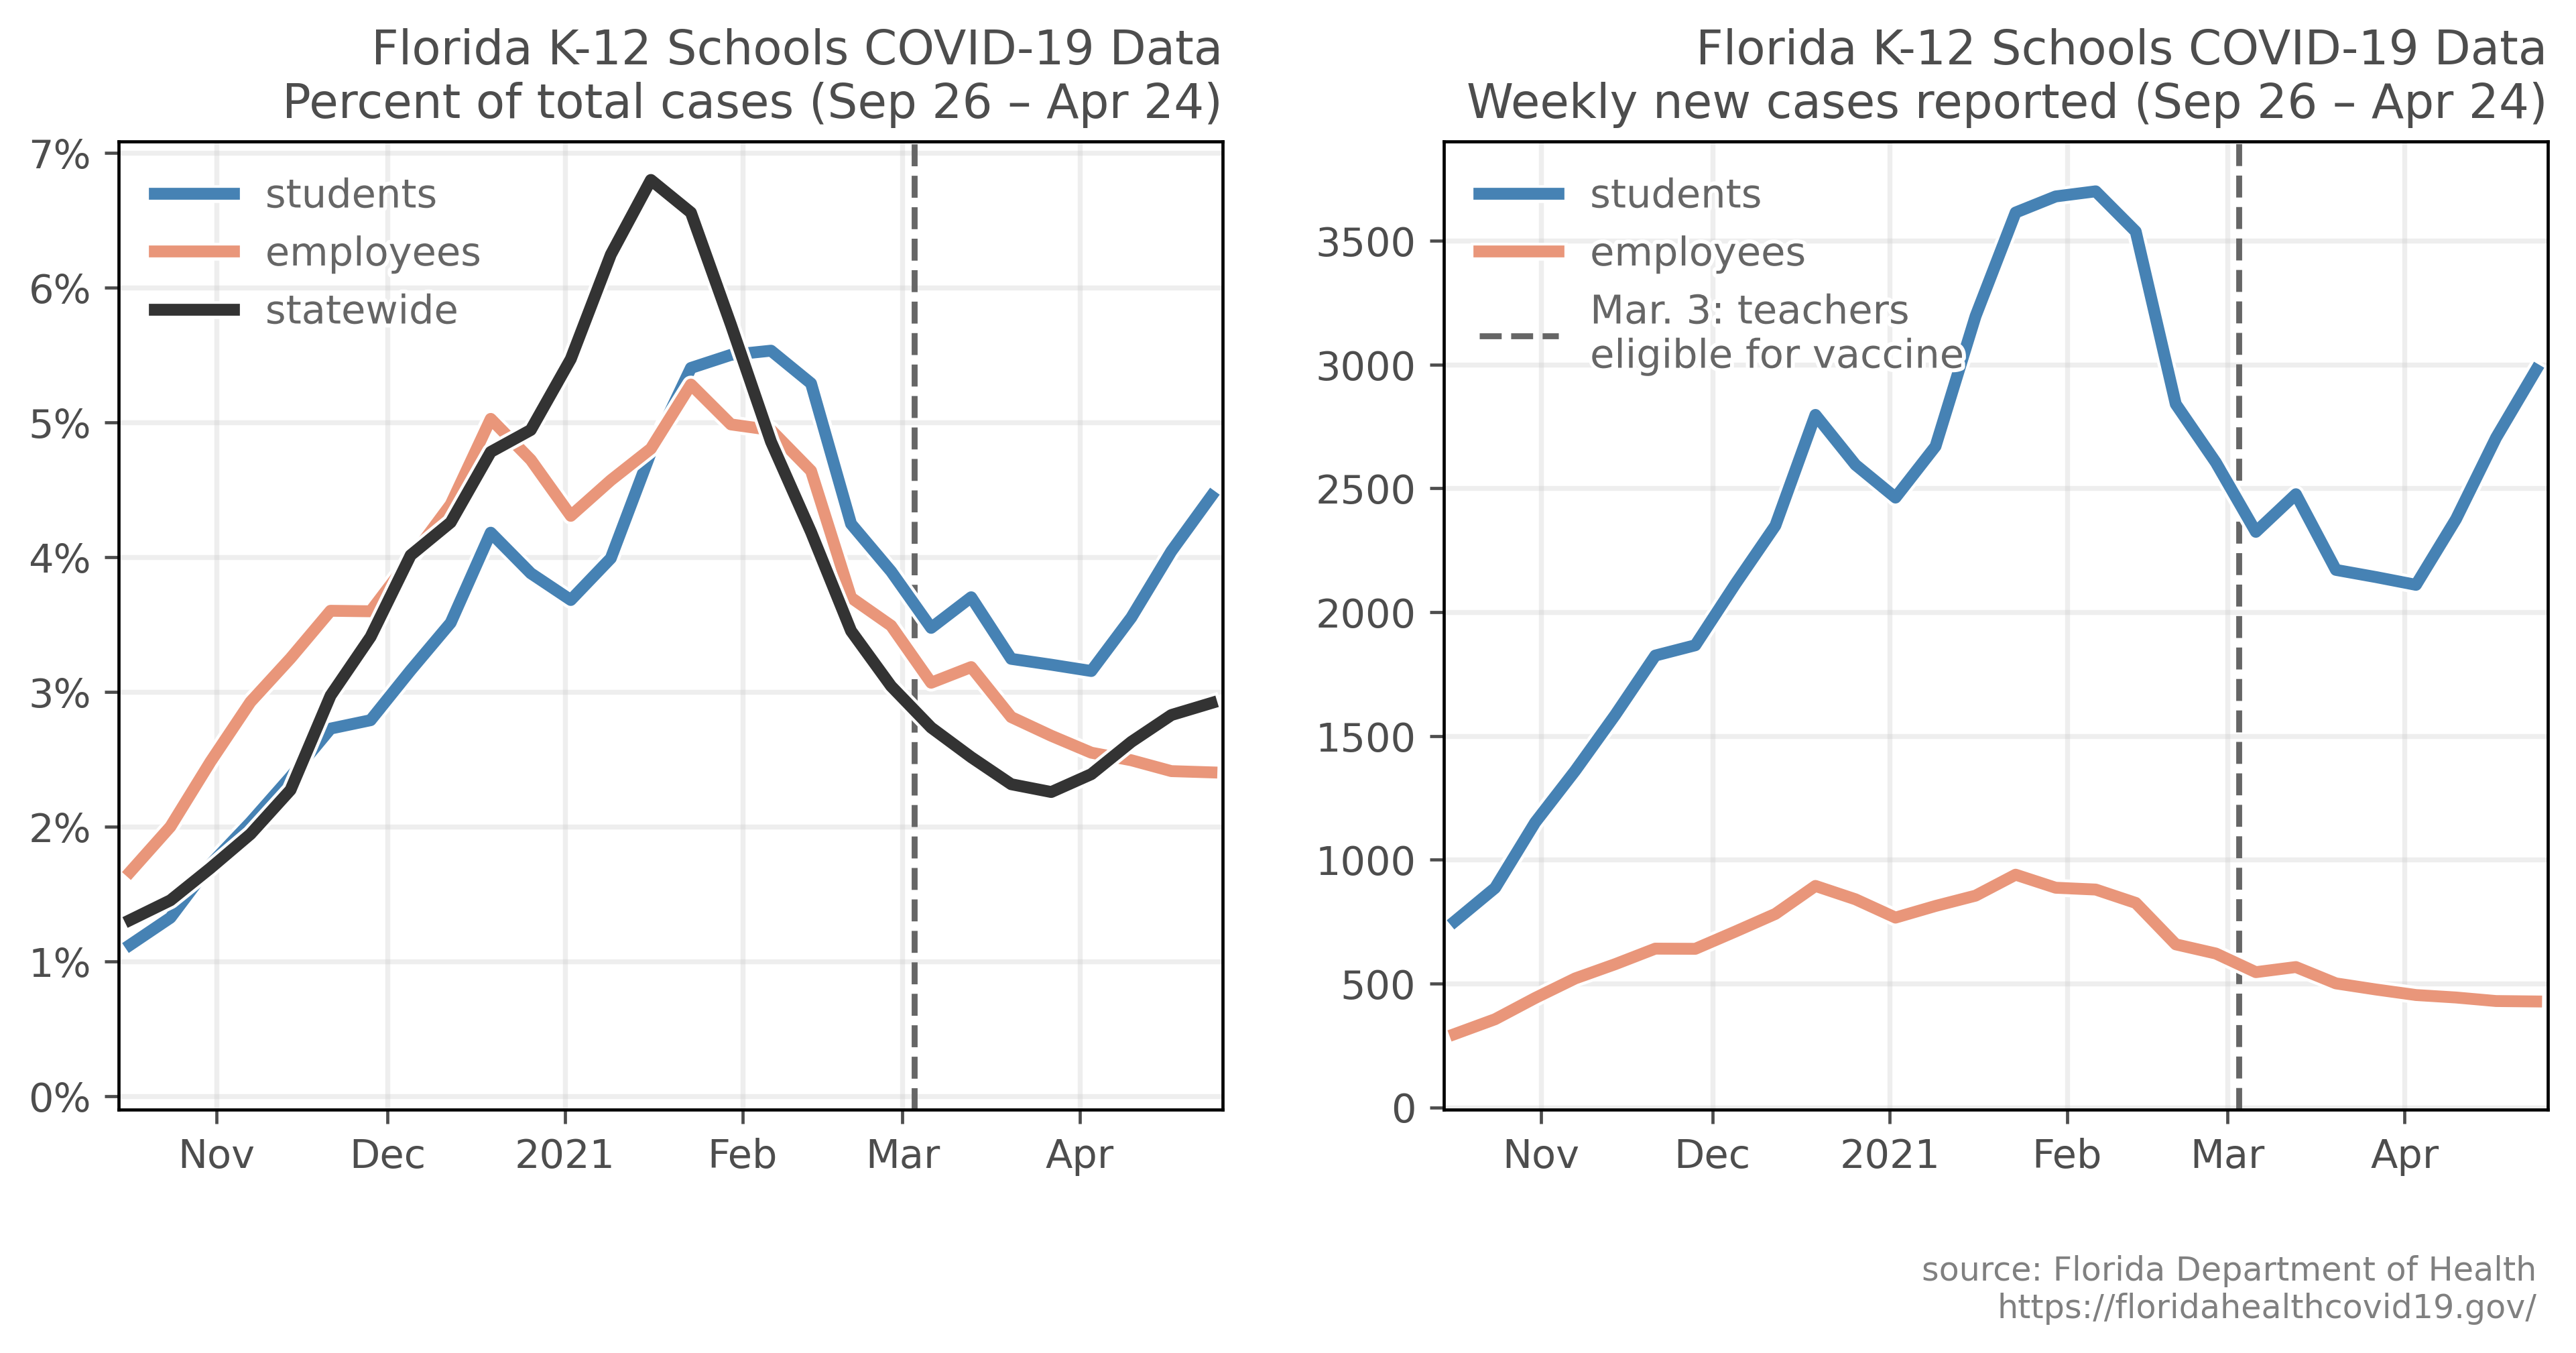 Florida K-12 Schools COVID-19 Data
Percent of total cases (Sep 26 – Apr 24)
7%
6%
5%
4%
3%
2%
1%
0%
students
employees
statewide
Nov
Dec
2021
Feb
Mar
Apr
Florida K-12 Schools COVID-19 Data
Weekly new cases reported (Sep 26 – Apr 24)
3500
3000
2500
2000
1500
1000
500
0
students
employees
Mar. 3: teachers
eligible for vaccine
Nov
Dec
2021
Feb
Mar
Apr
source: Florida Department of Health
https://floridahealthcovid19.gov/